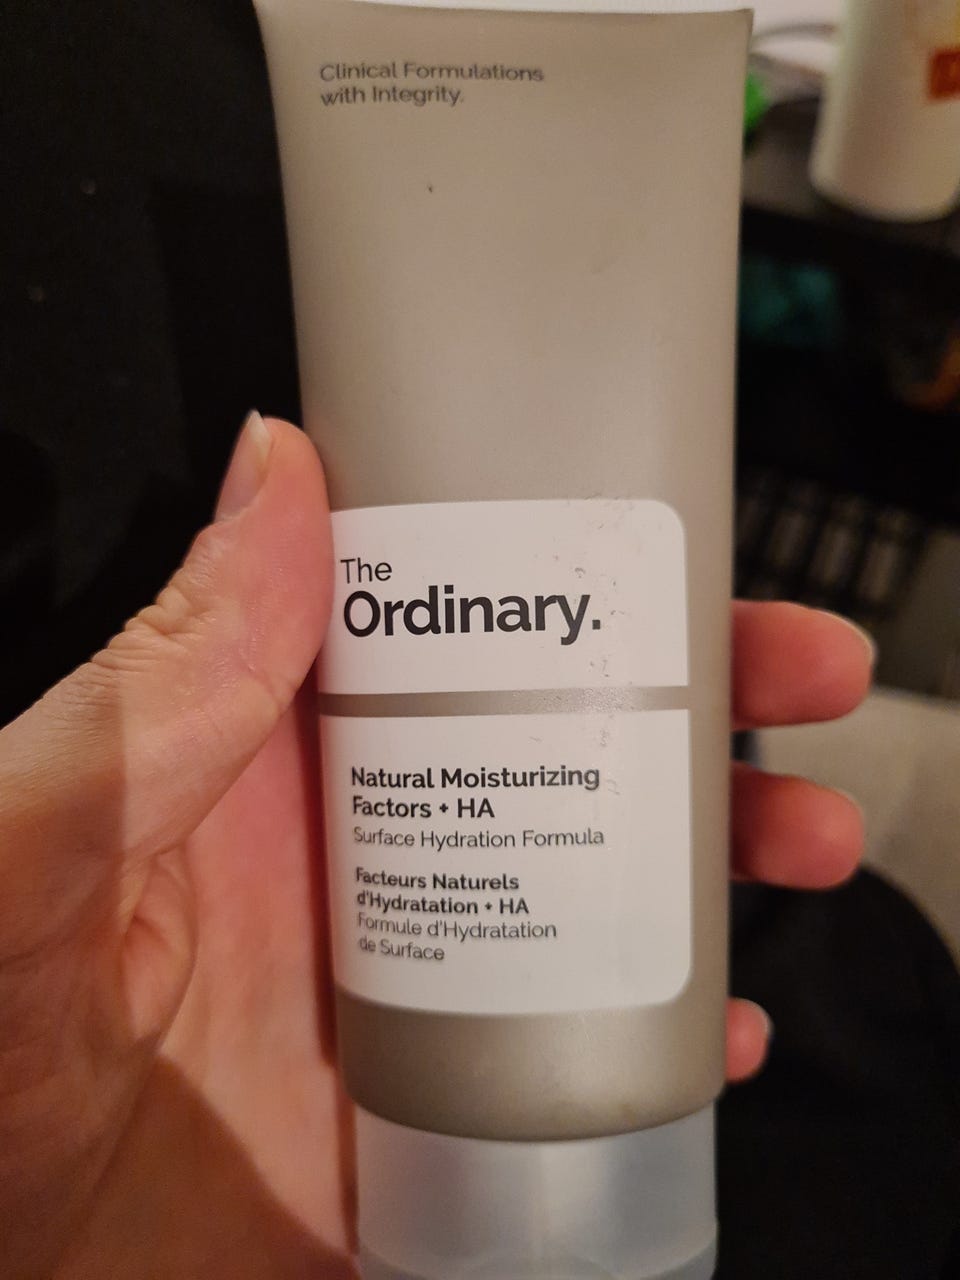 Clinical Formulations
with Integrity.
The
Ordinary.
Natural Moisturizing
Factors + HA
Surface Hydration Formula
Facteurs Naturels
d'Hydratation + HA
Formule d'Hydratation
de Surface